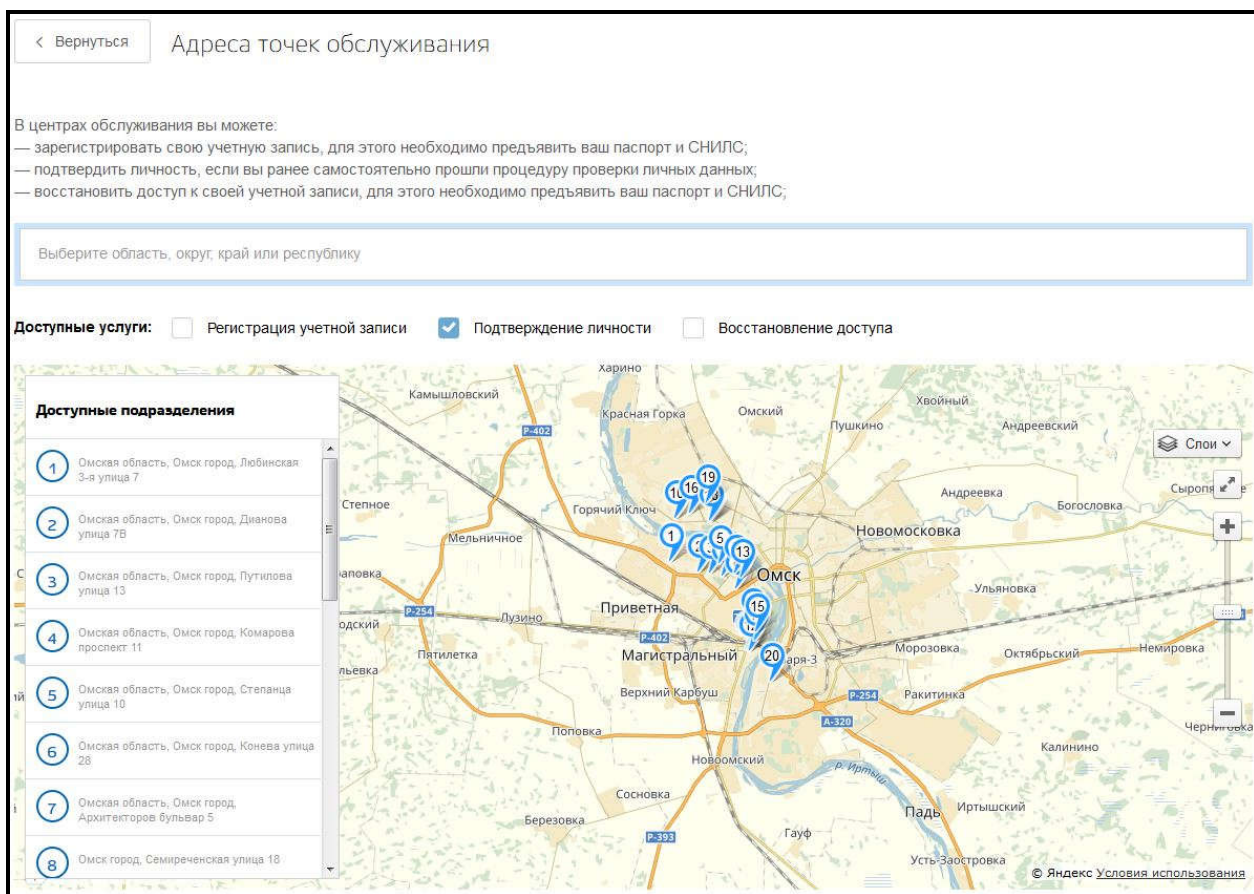 Вернуться
Адреса точек обслуживания
В центрах обслуживания вы можете:
— зарегистрировать свою учетную запись, для этого необходимо предъявить ваш паспорт и СНИЛС;
— подтвердить личность, если вы ранее самостоятельно прошли процедуру проверки личных данных;
— восстановить доступ к своей учетной записи, для этого необходимо предъявить ваш паспорт и СНИЛС;
Выберите область, округ, край или республику
Доступные услуги: Регистрация учетной записи Подтверждение личности Восстановление доступа
Доступные подразделения
1 Омская область, Омск город, Любинская
3-я улица 7
2 Омская область, Омск город, Дианова
улица 7В
3 Омская область, Омск город, Путилова
улица 13
4 Омская область, Омск город, Комарова
проспект 11
5 Омская область, Омск город, Степанца
улица 10
6 Омская область, Омск город, Конева улица
28
7 Омская область, Омск город,
Архитекторов бульвар 5
8 Омск город, Семиреченская улица 18
Харино
Камышловский
Хвойный
Красная Горка
Омский
Пушкино
Андреевский
Р-402
Слои
19
16
Степное
Горячий Ключ
Андреевка
Богословка
Мельничное
1
5
13
Новомосковка
Омск
Ульяновка
Р-254
Лузино
Приветная
15
Р-402
Пятилетка
Магистральный
20
Морозовка
Октябрьский
Немировка
Верхний Карбуш
Р-254
Ракитинка
А-320
Поповка
Калинино
Новоомский
р. Иртыш
Сосновка
Березовка
Падь
Иртышский
Р-393
Гауф
Усть-Заостровка
© Яндекс Условия использования